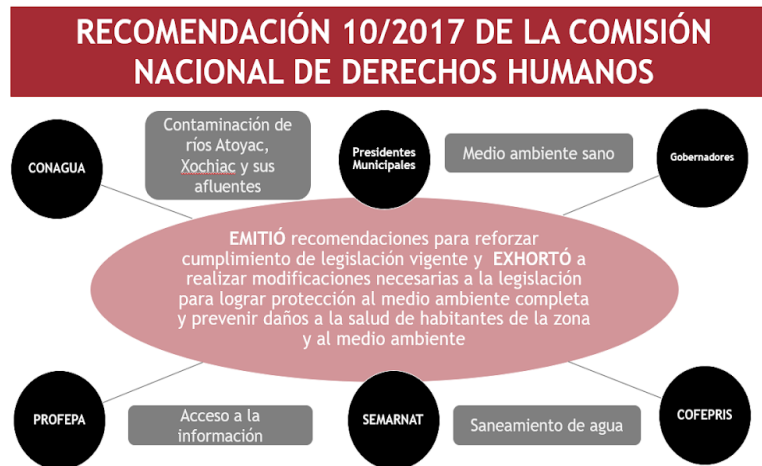 RECOMENDACIÓN 10/2017 DE LA COMISIÓN
NACIONAL DE DERECHOS HUMANOS
CONAGUA
Contaminación de
ríos Atoyac,
Xochiac y sus
afluentes
Presidentes
Municipales
Medio ambiente sano
Gobernadores
EMITIÓ recomendaciones para reforzar
cumplimiento de legislación vigente y EXHORTÓ a
realizar modificaciones necesarias a la legislación
para lograr protección al medio ambiente completa
y prevenir daños a la salud de habitantes de la zona
y al medio ambiente
PROFEPA
Acceso a la
información
SEMARNAT
Saneamiento de agua
COFEPRIS